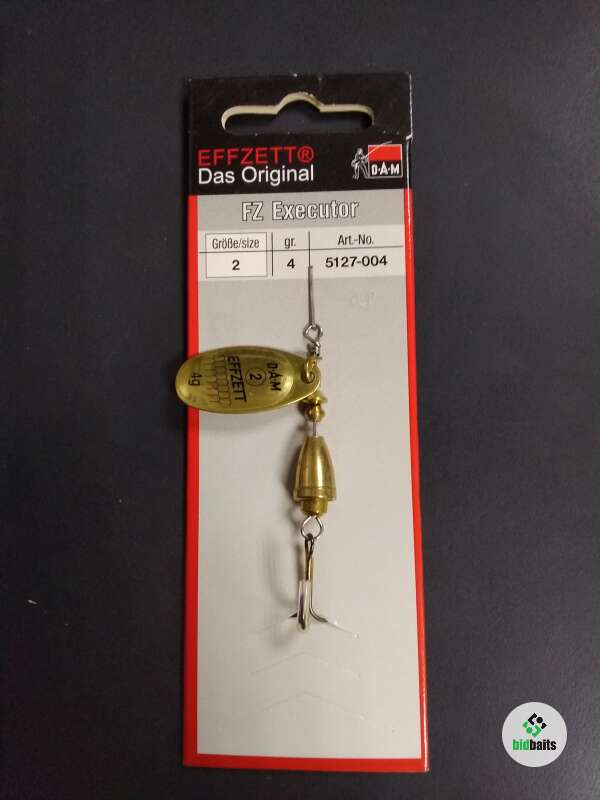 EFFZETT®
Das Original
D·A·M
FZ Executor
Größe/size gr. Art.-No.
2 4 5127-004
D·A·M
2
EFFZETT
4g
bidbaits